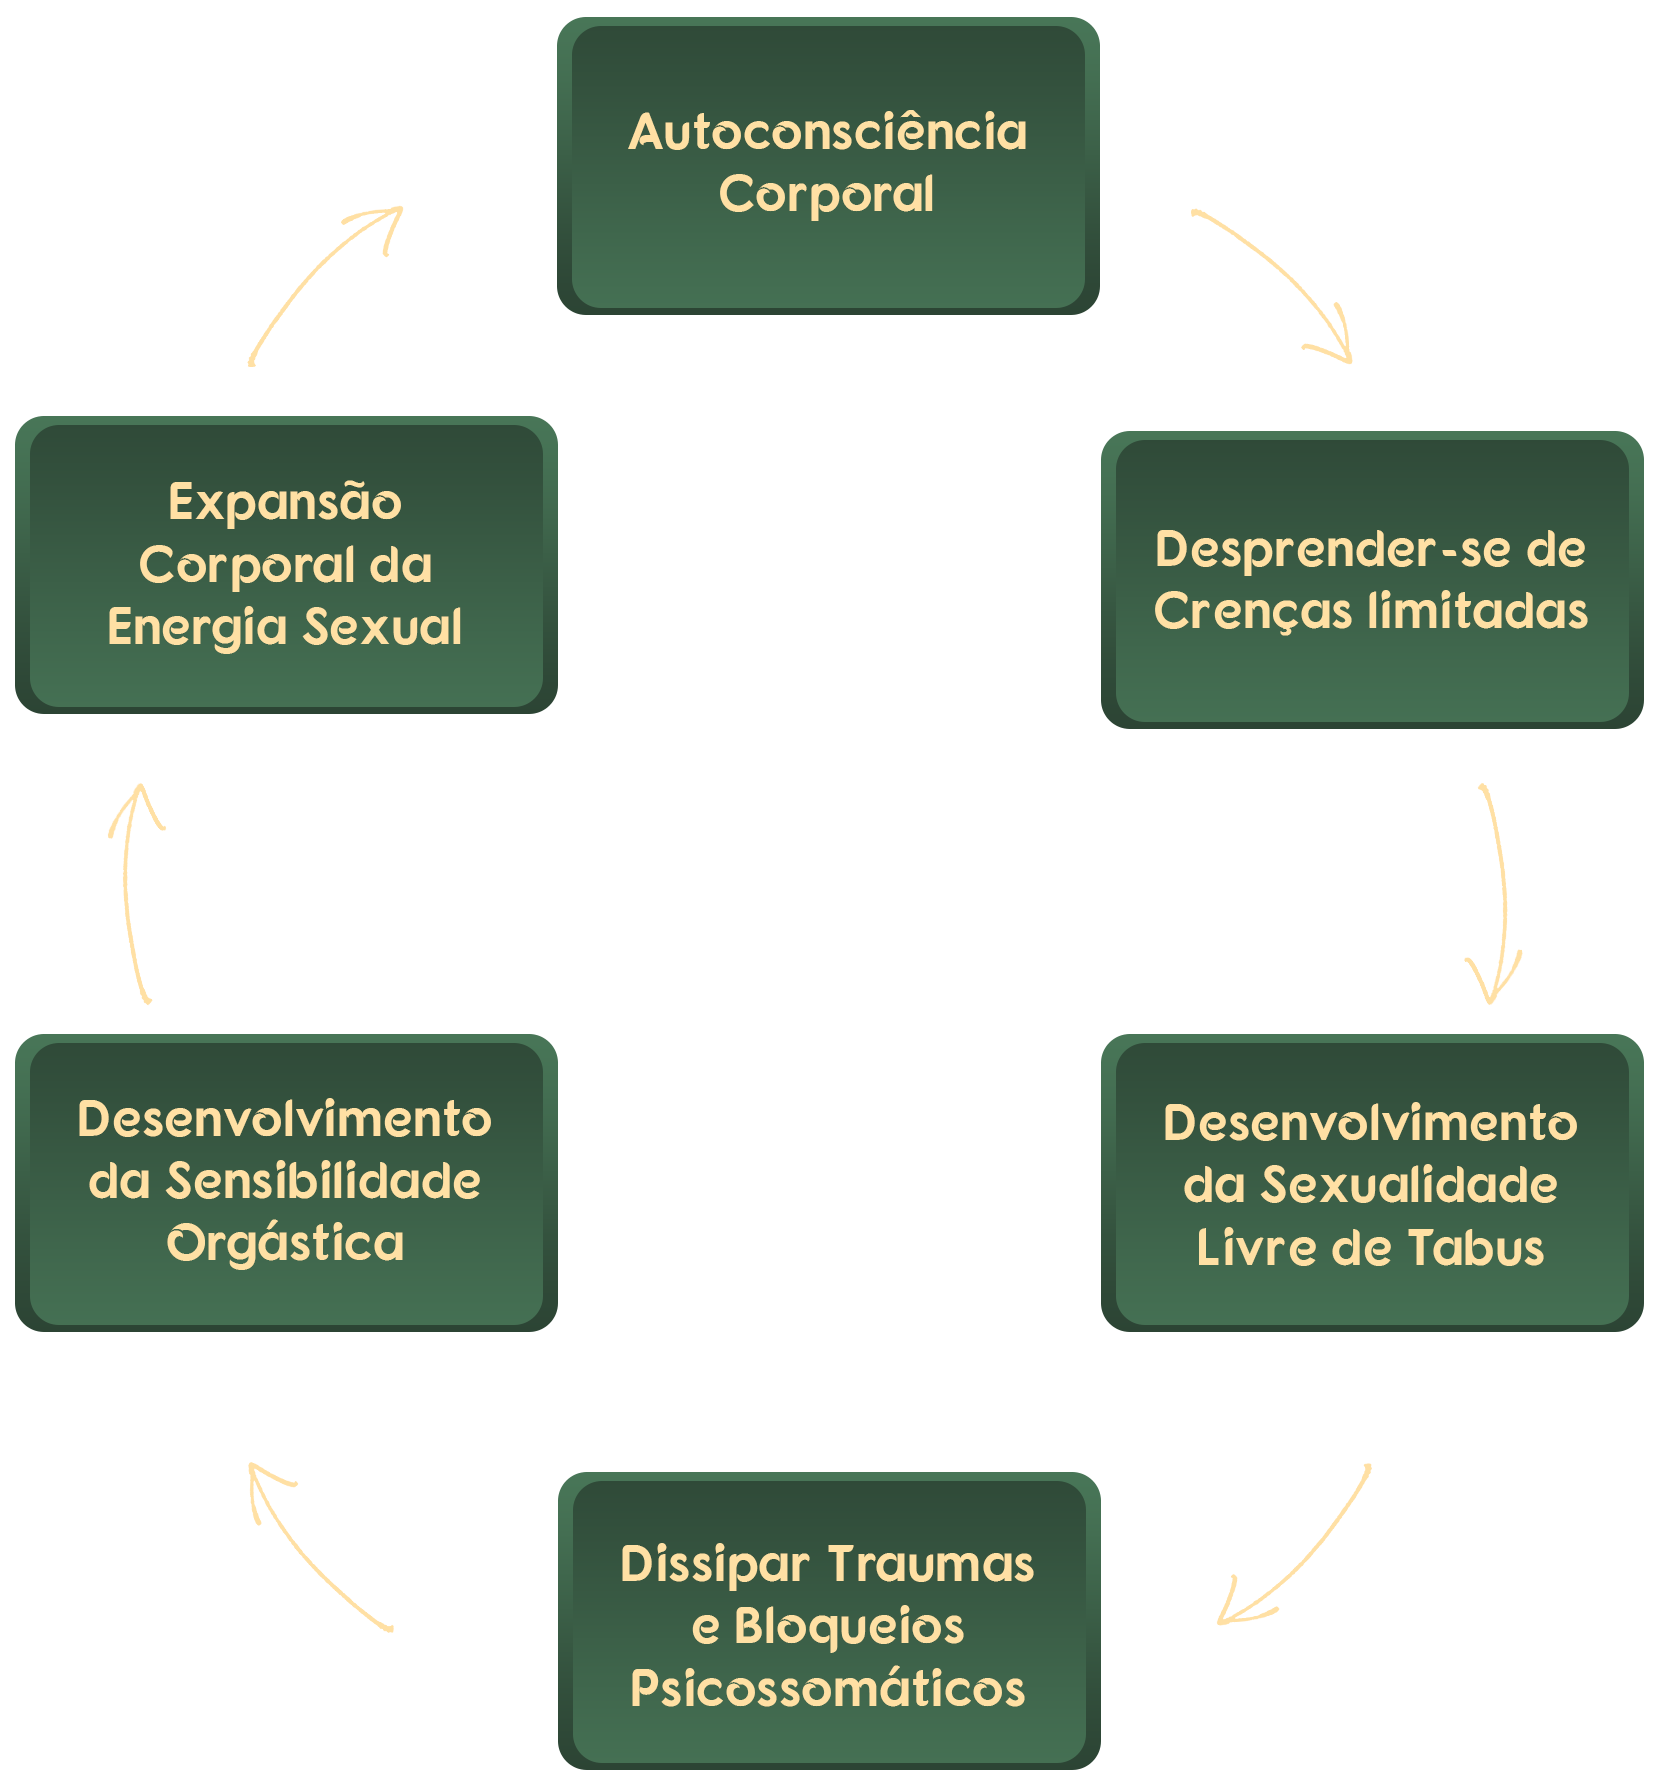 Autoconsciência
Corporal
Desprender-se de
Crenças limitadas
Desenvolvimento
da Sexualidade
Livre de Tabus
Dissipar Traumas
e Bloqueios
Psicossomáticos
Desenvolvimento
da Sensibilidade
Orgástica
Expansão
Corporal da
Energia Sexual